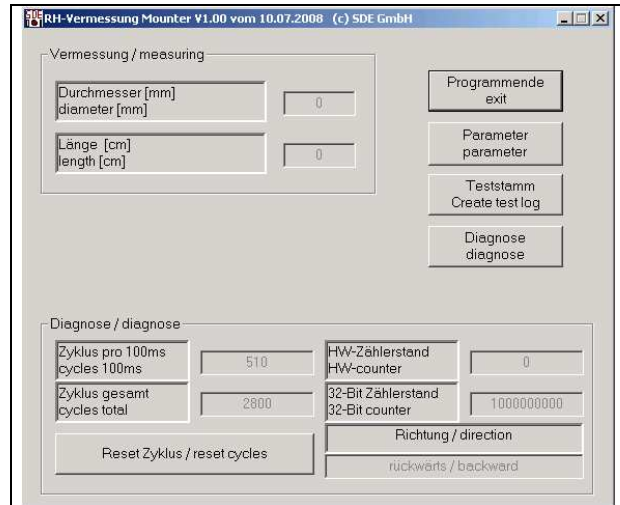 RH-Vermessung Mounter V1.00 vom 10.07.2008 (c) SDE GmbH
Vermessung / measuring
Durchmesser [mm]
diameter [mm]
0
Länge [cm]
length [cm]
0
Programmende
exit
Parameter
parameter
Teststamm
Create test log
Diagnose
diagnose
Diagnose / diagnose
Zyklus pro 100ms
cycles 100ms
510
HW-Zählerstand
HW-counter
0
Zyklus gesamt
cycles total
2800
32-Bit Zählerstand
32-Bit counter
1000000000
Reset Zyklus / reset cycles
Richtung / direction
rückwärts / backward